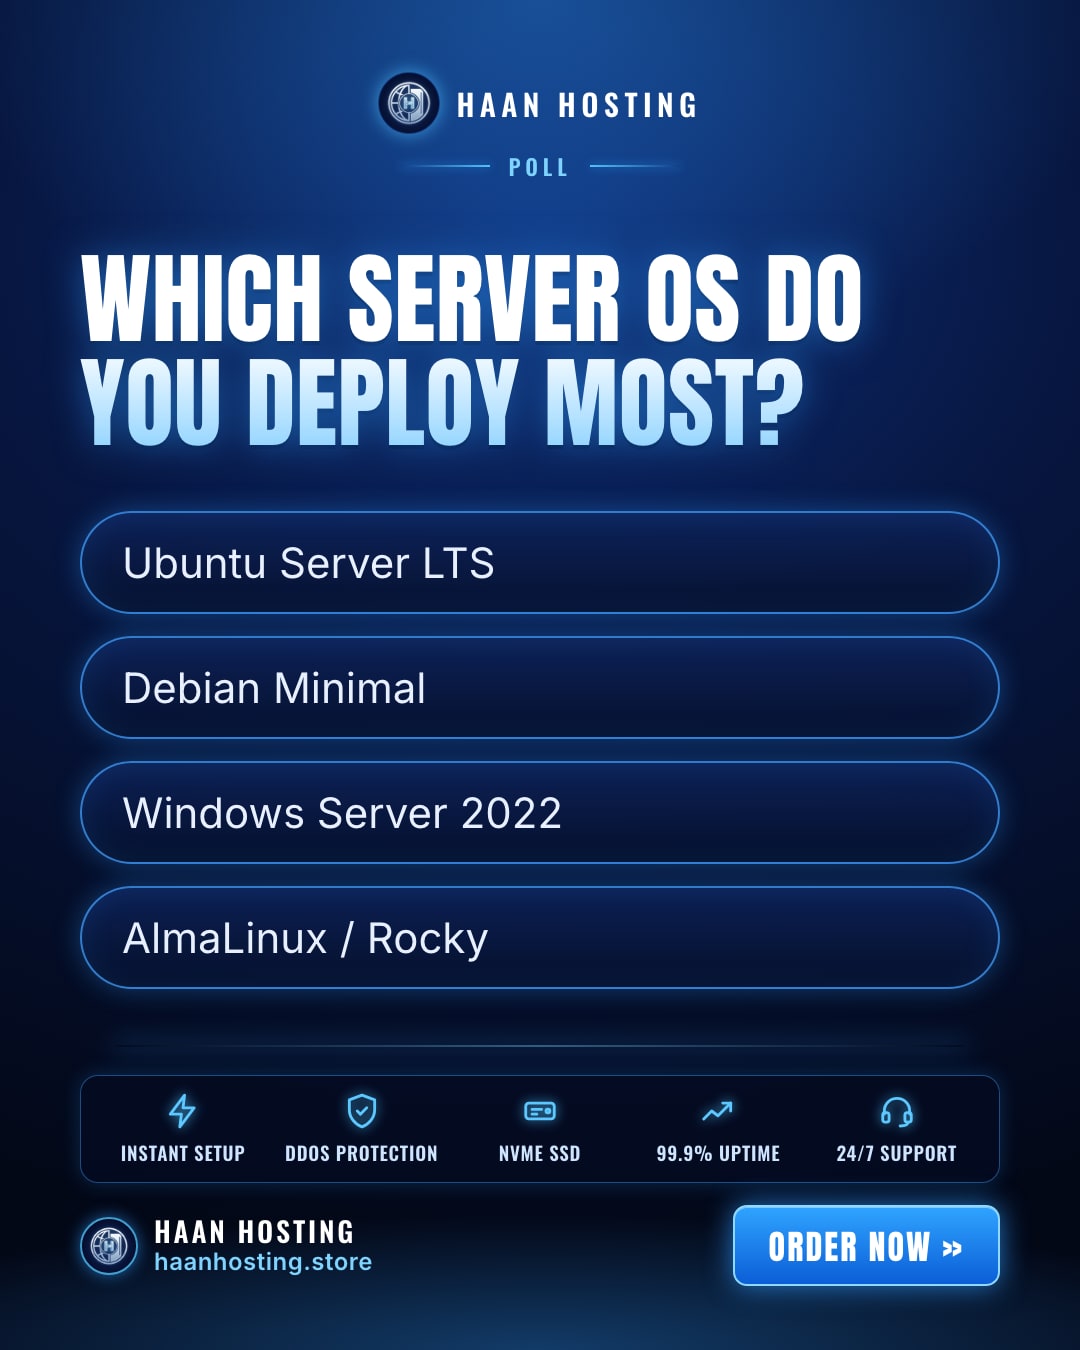 HAAN HOSTING
POLL
WHICH SERVER OS DO
YOU DEPLOY MOST?
Ubuntu Server LTS
Debian Minimal
Windows Server 2022
AlmaLinux / Rocky
INSTANT SETUP
DDOS PROTECTION
NVME SSD
99.9% UPTIME
24/7 SUPPORT
HAAN HOSTING
haanhosting.store
ORDER NOW »